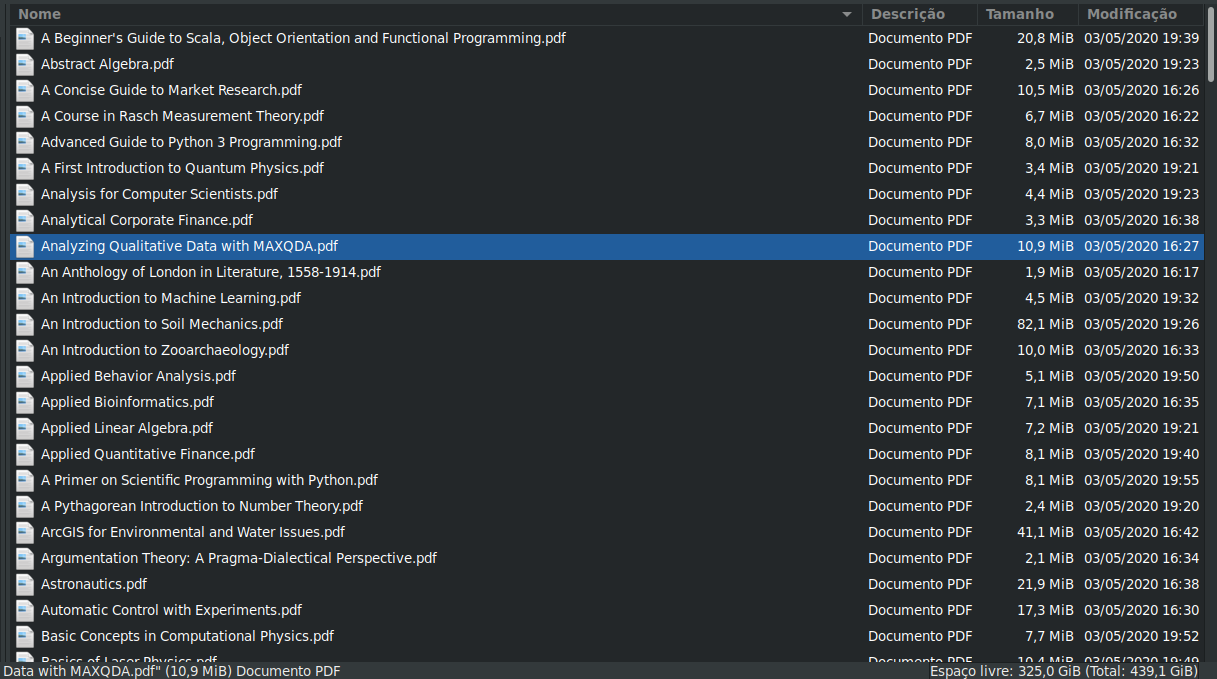 Nome Descrição Tamanho Modificação
A Beginner's Guide to Scala, Object Orientation and Functional Programming.pdf Documento PDF 20,8 MiB 03/05/2020 19:39
Abstract Algebra.pdf Documento PDF 2,5 MiB 03/05/2020 19:23
A Concise Guide to Market Research.pdf Documento PDF 10,5 MiB 03/05/2020 16:26
A Course in Rasch Measurement Theory.pdf Documento PDF 6,7 MiB 03/05/2020 16:22
Advanced Guide to Python 3 Programming.pdf Documento PDF 8,0 MiB 03/05/2020 16:32
A First Introduction to Quantum Physics.pdf Documento PDF 3,4 MiB 03/05/2020 19:21
Analysis for Computer Scientists.pdf Documento PDF 4,4 MiB 03/05/2020 19:23
Analytical Corporate Finance.pdf Documento PDF 3,3 MiB 03/05/2020 16:38
Analyzing Qualitative Data with MAXQDA.pdf Documento PDF 10,9 MiB 03/05/2020 16:27
An Anthology of London in Literature, 1558-1914.pdf Documento PDF 1,9 MiB 03/05/2020 16:17
An Introduction to Machine Learning.pdf Documento PDF 4,5 MiB 03/05/2020 19:32
An Introduction to Soil Mechanics.pdf Documento PDF 82,1 MiB 03/05/2020 19:26
An Introduction to Zooarchaeology.pdf Documento PDF 10,0 MiB 03/05/2020 16:33
Applied Behavior Analysis.pdf Documento PDF 5,1 MiB 03/05/2020 19:50
Applied Bioinformatics.pdf Documento PDF 7,1 MiB 03/05/2020 16:35
Applied Linear Algebra.pdf Documento PDF 7,2 MiB 03/05/2020 19:21
Applied Quantitative Finance.pdf Documento PDF 8,1 MiB 03/05/2020 19:40
A Primer on Scientific Programming with Python.pdf Documento PDF 8,1 MiB 03/05/2020 19:55
A Pythagorean Introduction to Number Theory.pdf Documento PDF 2,4 MiB 03/05/2020 19:20
ArcGIS for Environmental and Water Issues.pdf Documento PDF 41,1 MiB 03/05/2020 16:42
Argumentation Theory: A Pragma-Dialectical Perspective.pdf Documento PDF 2,1 MiB 03/05/2020 16:34
Astronautics.pdf Documento PDF 21,9 MiB 03/05/2020 16:38
Automatic Control with Experiments.pdf Documento PDF 17,3 MiB 03/05/2020 16:30
Basic Concepts in Computational Physics.pdf Documento PDF 7,7 MiB 03/05/2020 19:52
Basics of Laser Physics.pdf Documento PDF 10,4 MiB 03/05/2020 19:49
Data with MAXQDA.pdf" (10,9 MiB) Documento PDF Espaço livre: 325,0 GiB (Total: 439,1 GiB)